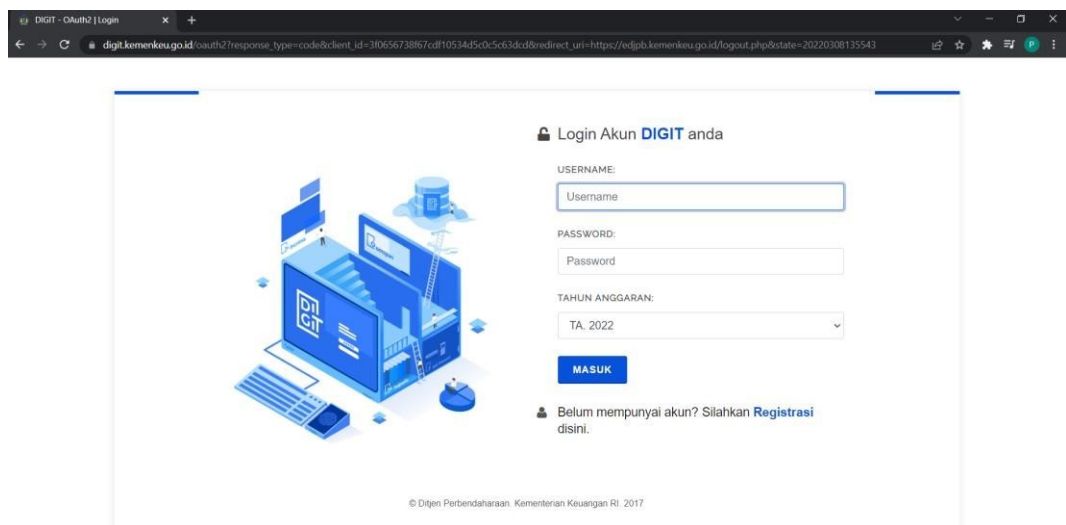 DIGIT - OAuth2 | Login
digit.kemenkeu.go.id/oauth2?response_type=code&client_id=3f0656738f67cdf10534d5c0c5c63dcd&redirect_uri=https://edjpb.kemenkeu.go.id/logout.php&state=20220308135543
P
Login Akun DIGIT anda
USERNAME:
Username
PASSWORD:
Password
TAHUN ANGGARAN:
TA. 2022
MASUK
Belum mempunyai akun? Silahkan Registrasi
disini.
DI
GIT
© Ditjen Perbendaharaan. Kementerian Keuangan RI. 2017